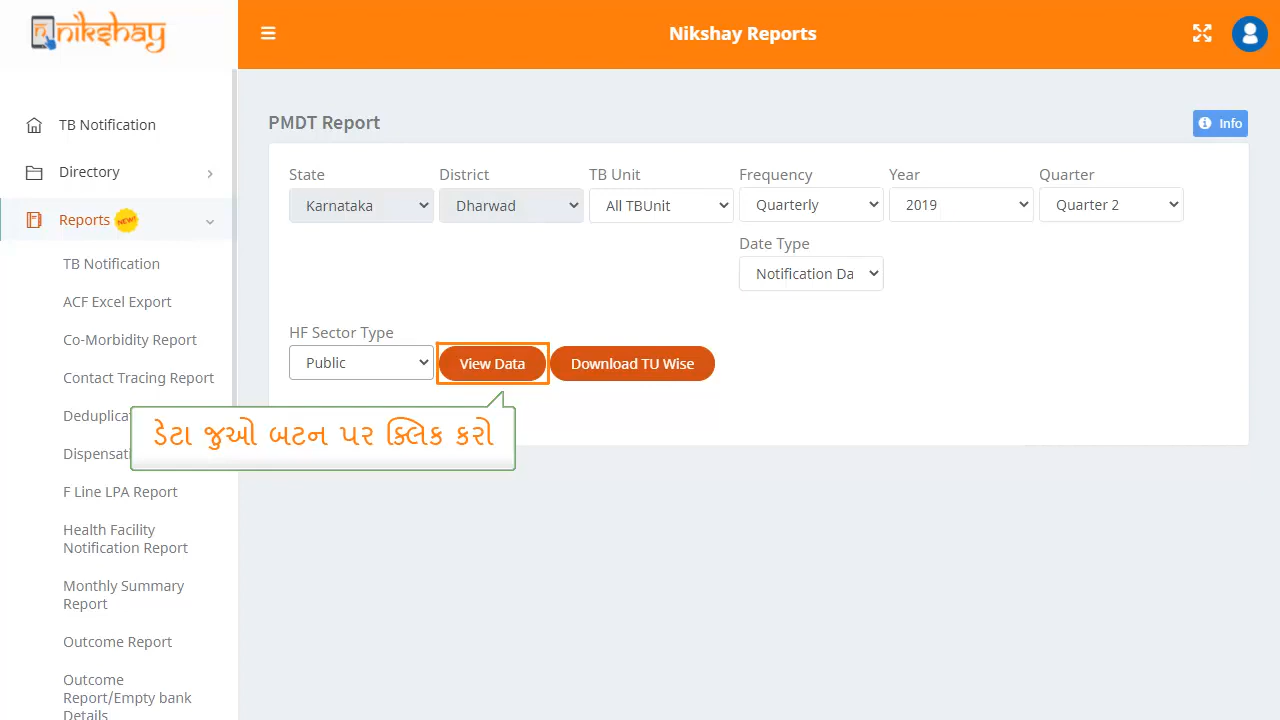 nikshay
Nikshay Reports
TB Notification
Directory
Reports NEW!
TB Notification
ACF Excel Export
Co-Morbidity Report
Contact Tracing Report
F Line LPA Report
Health Facility
Notification Report
Monthly Summary
Report
Outcome Report
Outcome
Report/Empty bank
Details
PMDT Report
Info
State District TB Unit Frequency Year Quarter
Karnataka Dharwad All TBUnit Quarterly 2019 Quarter 2
Date Type
Notification Da
HF Sector Type
Public View Data Download TU Wise
ડેટા જુઓ બટન પર ક્લિક કરો